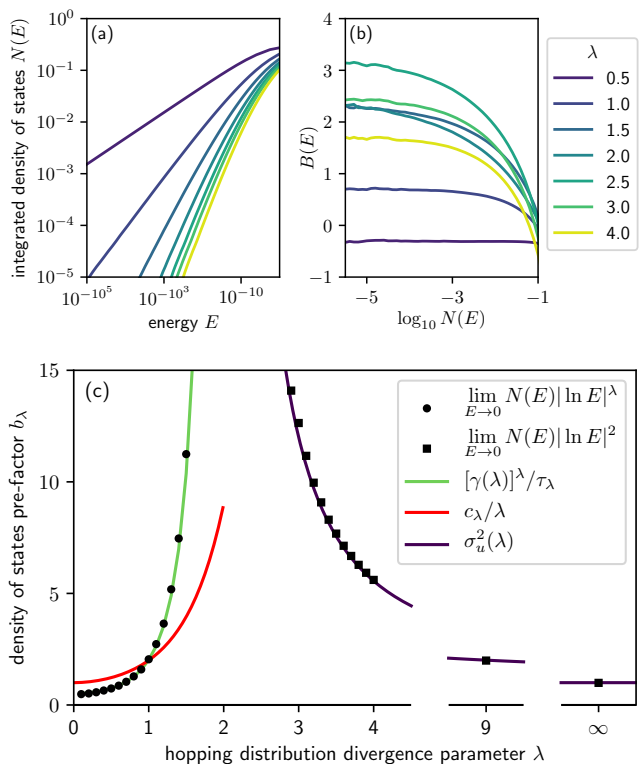 (a)
integrated density of states N(E)
10^0
10^{-1}
10^{-2}
10^{-3}
10^{-4}
10^{-5}
10^{-10^5}
10^{-10^3}
10^{-10}
energy E
(b)
B(E)
4
3
2
1
0
−1
−5
−3
−1
log_{10} N(E)
λ
0.5
1.0
1.5
2.0
2.5
3.0
4.0
(c)
density of states pre-factor b_λ
15
10
5
0
lim_{E→0} N(E)|ln E|^λ
lim_{E→0} N(E)|ln E|^2
[γ(λ)]^λ/τ_λ
c_λ/λ
σ_u^2(λ)
0
1
2
3
4
9
∞
hopping distribution divergence parameter λ